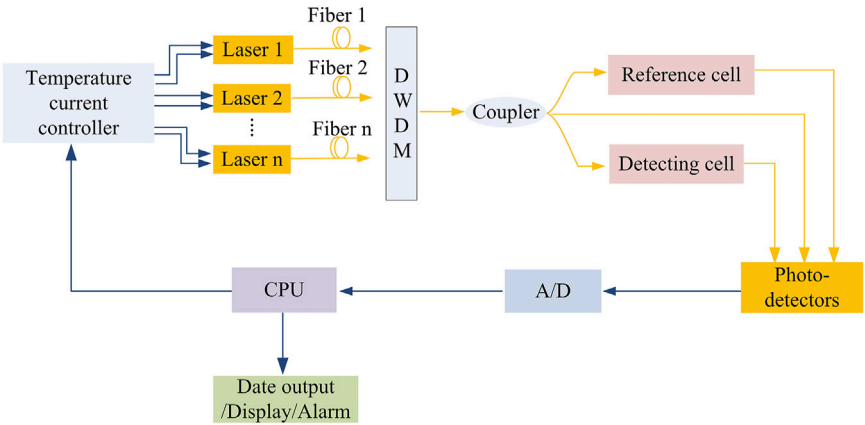 Fiber 1
Laser 1
Temperature
current
controller
Fiber 2
Laser 2
Fiber n
Laser n
D
W
D
M
Coupler
Reference cell
Detecting cell
Photo-
detectors
A/D
CPU
Date output
/Display/Alarm